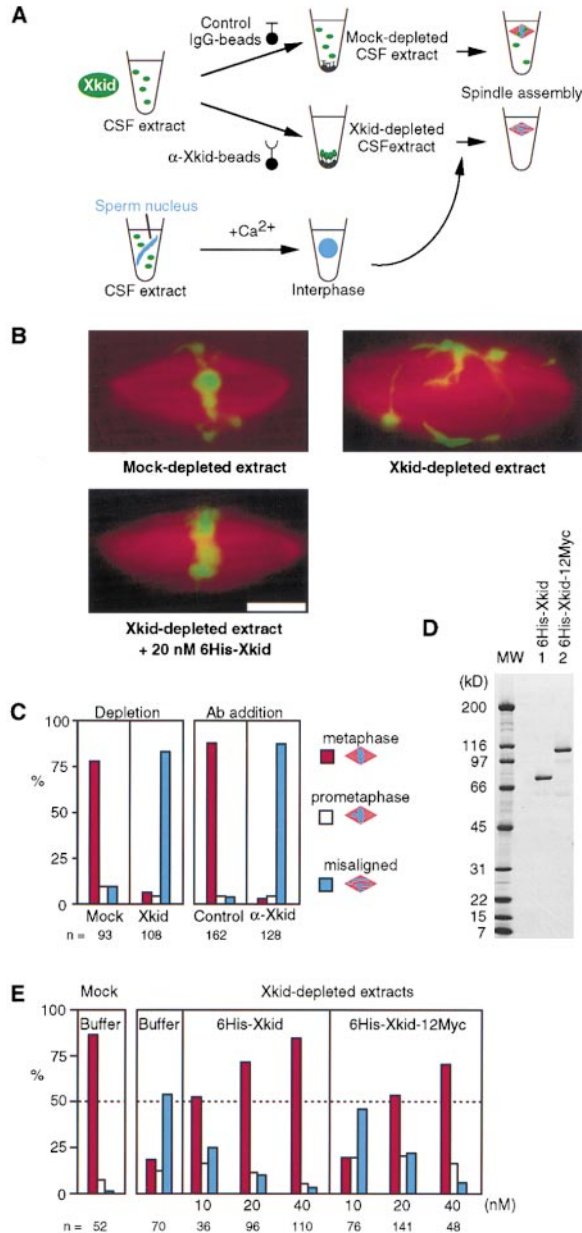 A
Control
IgG-beads
Mock-depleted
CSF extract
Xkid
CSF extract
Spindle assembly
α-Xkid-beads
Xkid-depleted
CSFextract
Sperm nucleus
+Ca2+
CSF extract
Interphase
B
Mock-depleted extract
Xkid-depleted extract
Xkid-depleted extract
+ 20 nM 6His-Xkid
D
6His-Xkid
6His-Xkid-12Myc
MW 1 2
(kD)
200
116
97
66
45
31
22
15
7
C
Depletion Ab addition
100
75
%
50
25
0
Mock Xkid Control α-Xkid
n = 93 108 162 128
metaphase
prometaphase
misaligned
E
Mock Xkid-depleted extracts
Buffer Buffer 6His-Xkid 6His-Xkid-12Myc
100
75
%
50
25
0
10 20 40 10 20 40 (nM)
n = 52 70 36 96 110 76 141 48